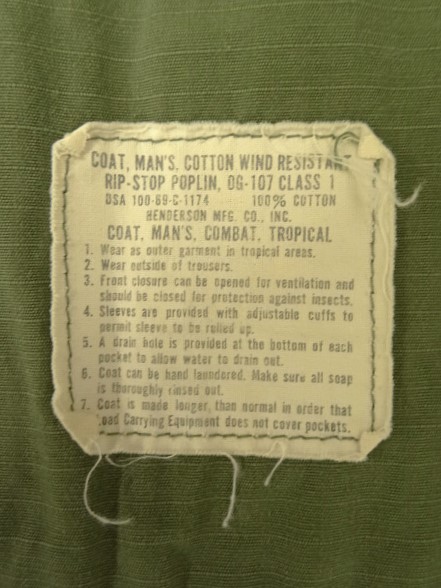 COAT, MAN'S, COTTON WIND RESISTANT
RIP-STOP POPLIN, OG-107 CLASS 1
DSA 100-69-C-1174 100% COTTON
HENDERSON MFG. CO., INC.
COAT, MAN'S, COMBAT, TROPICAL
1. Wear as outer garment in tropical areas.
2. Wear outside of trousers.
3. Front closure can be opened for ventilation and
should be closed for protection against insects.
4. Sleeves are provided with adjustable cuffs to
permit sleeve to be rolled up.
5. A drain hole is provided at the bottom of each
pocket to allow water to drain out.
6. Coat can be hand laundered. Make sure all soap
is thoroughly rinsed out.
7. Coat is made longer, than normal in order that
Load Carrying Equipment does not cover pockets.